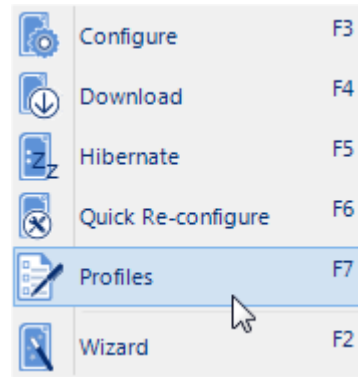 Configure F3
Download F4
Hibernate F5
Quick Re-configure F6
Profiles F7
Wizard F2